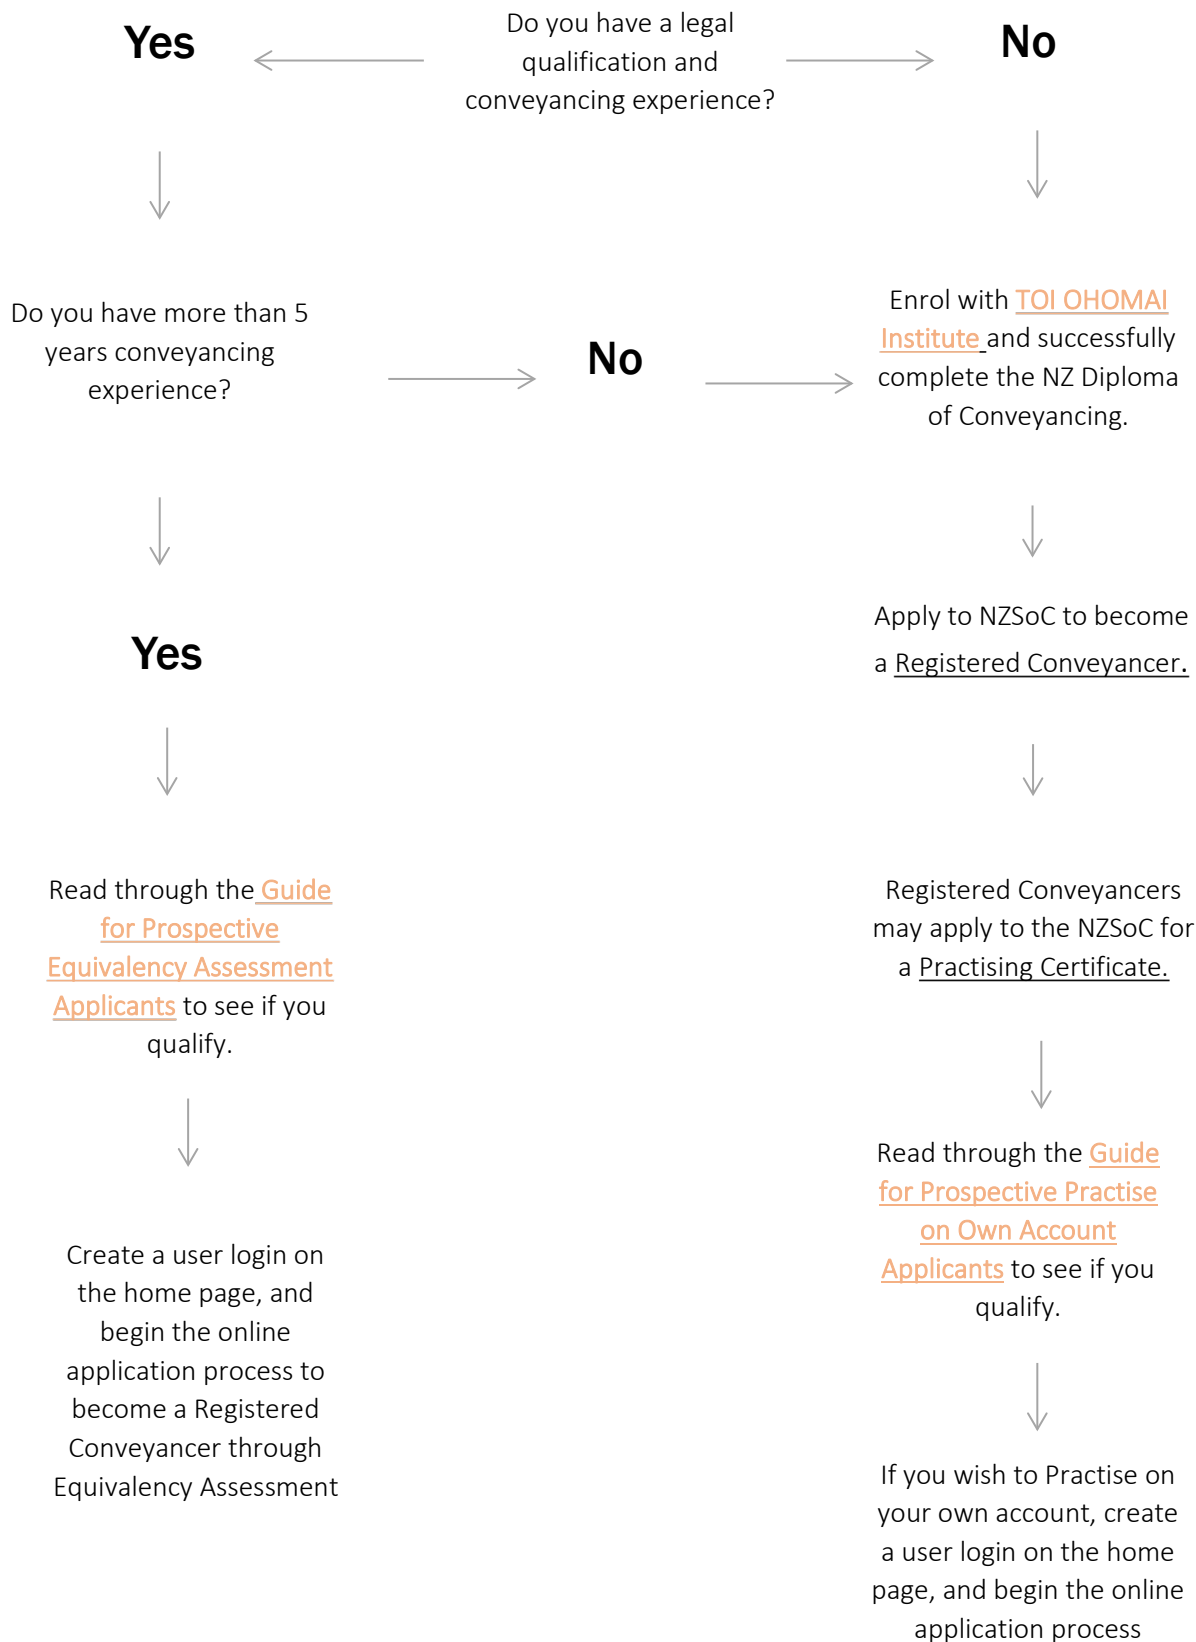 Yes
Do you have a legal
qualification and
conveyancing experience?
No
Do you have more than 5
years conveyancing
experience?
No
Enrol with TOI OHOMAI
Institute and successfully
complete the NZ Diploma
of Conveyancing.
Yes
Apply to NZSoC to become
a Registered Conveyancer.
Read through the Guide
for Prospective
Equivalency Assessment
Applicants to see if you
qualify.
Registered Conveyancers
may apply to the NZSoC for
a Practising Certificate.
Create a user login on
the home page, and
begin the online
application process to
become a Registered
Conveyancer through
Equivalency Assessment
Read through the Guide
for Prospective Practise
on Own Account
Applicants to see if you
qualify.
If you wish to Practise on
your own account, create
a user login on the home
page, and begin the online
application process